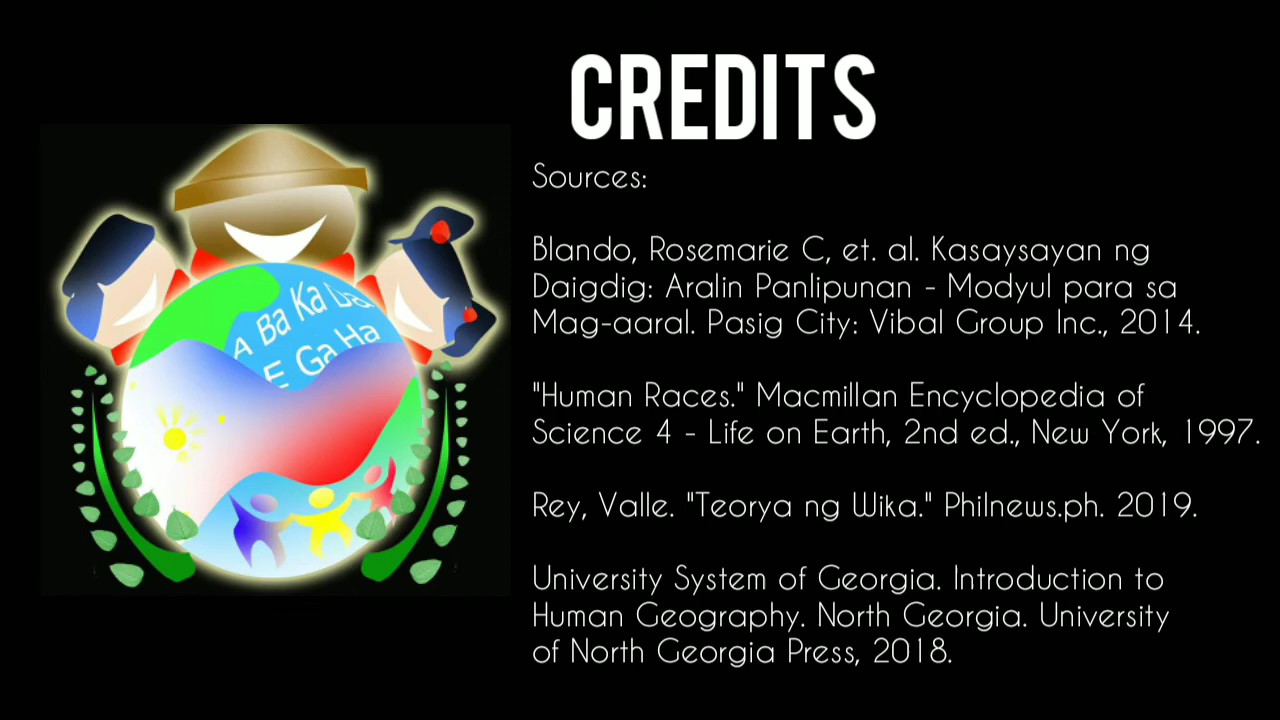 CREDITS
Sources:
Blando, Rosemarie C, et. al. Kasaysayan ng
Daigdig: Aralin Panlipunan - Modyul para sa
Mag-aaral. Pasig City: Vibal Group Inc., 2014.
"Human Races." Macmillan Encyclopedia of
Science 4 - Life on Earth, 2nd ed., New York, 1997.
Rey, Valle. "Teorya ng Wika." Philnews.ph. 2019.
University System of Georgia. Introduction to
Human Geography. North Georgia. University
of North Georgia Press, 2018.
A Ba Ka Da
E Ga Ha